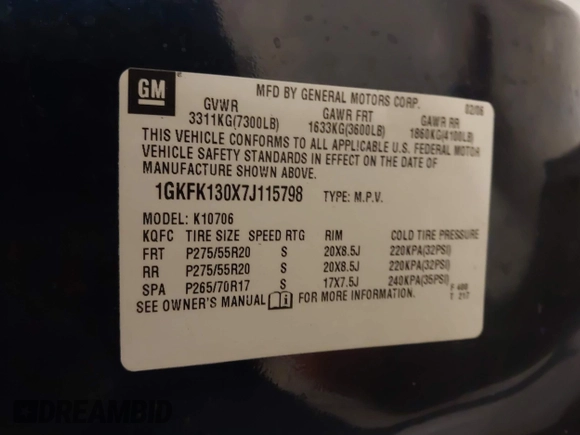 GM ®
MFD BY GENERAL MOTORS CORP. 02/06
GVWR GAWR FRT GAWR RR
3311KG(7300LB) 1633KG(3600LB) 1860KG(4100LB)
THIS VEHICLE CONFORMS TO ALL APPLICABLE U.S. FEDERAL MOTOR
VEHICLE SAFETY STANDARDS IN EFFECT ON THE DATE OF
MANUFACTURE SHOWN ABOVE.
1GKFK130X7J115798 TYPE: M.P.V.
MODEL: K10706
KQFC TIRE SIZE SPEED RTG RIM COLD TIRE PRESSURE
FRT P275/55R20 S 20X8.5J 220KPA(32PSI)
RR P275/55R20 S 20X8.5J 220KPA(32PSI)
SPA P265/70R17 S 17X7.5J 240KPA(35PSI)
SEE OWNER'S MANUAL i FOR MORE INFORMATION.
F 400
T 217
DREAMBID